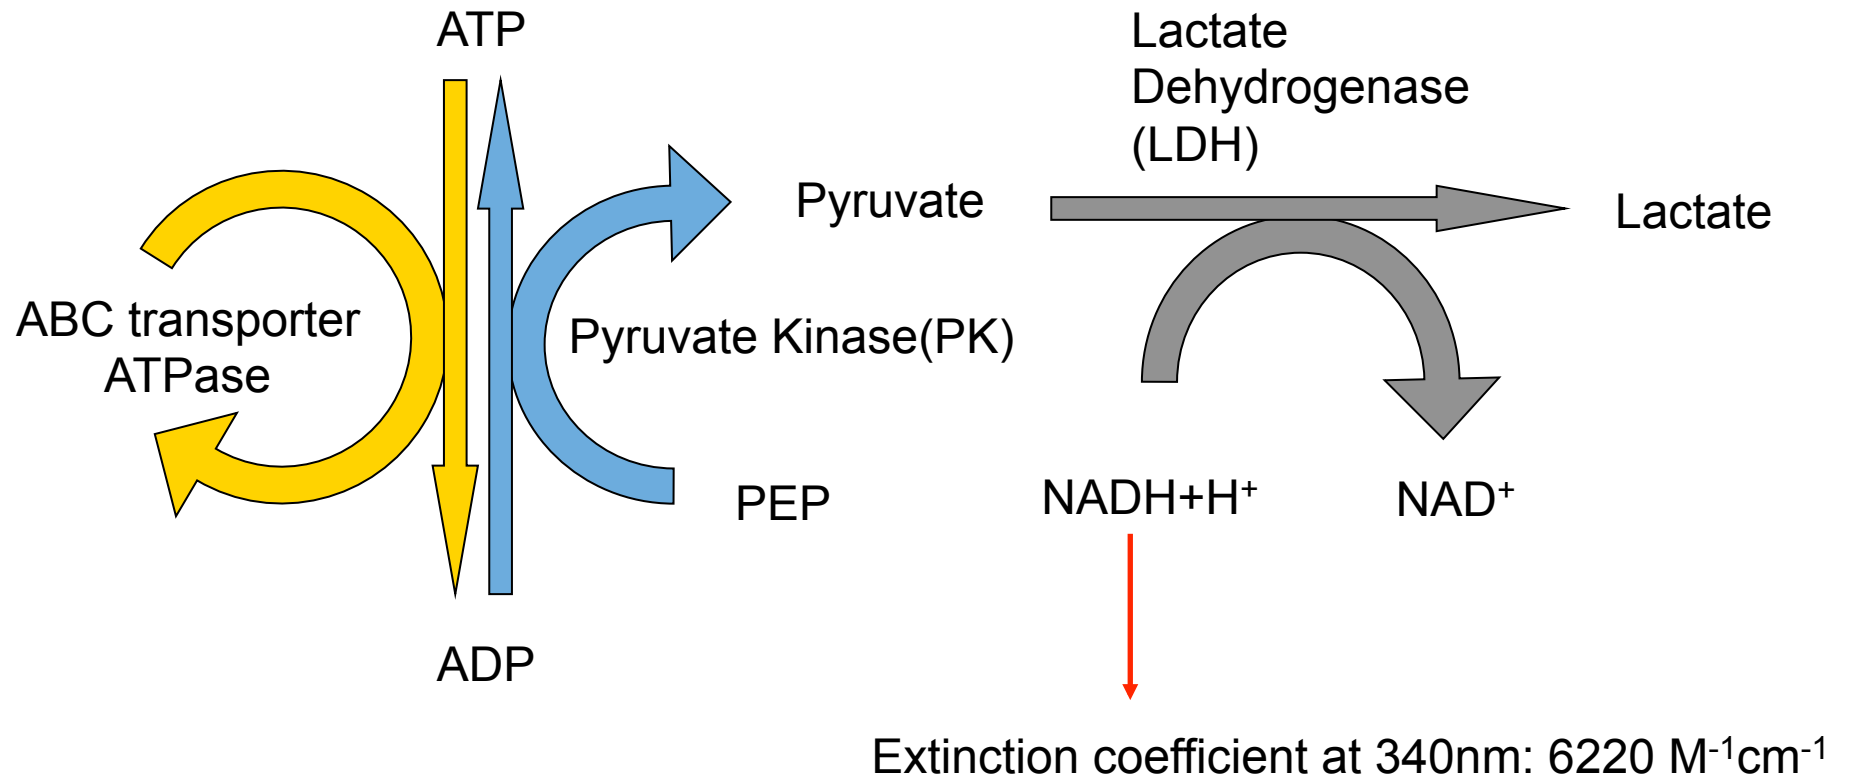 ATP
Lactate
Dehydrogenase
(LDH)
Pyruvate
Lactate
ABC transporter
ATPase
Pyruvate Kinase(PK)
PEP
NADH+H⁺
NAD⁺
ADP
Extinction coefficient at 340nm: 6220 M⁻¹cm⁻¹